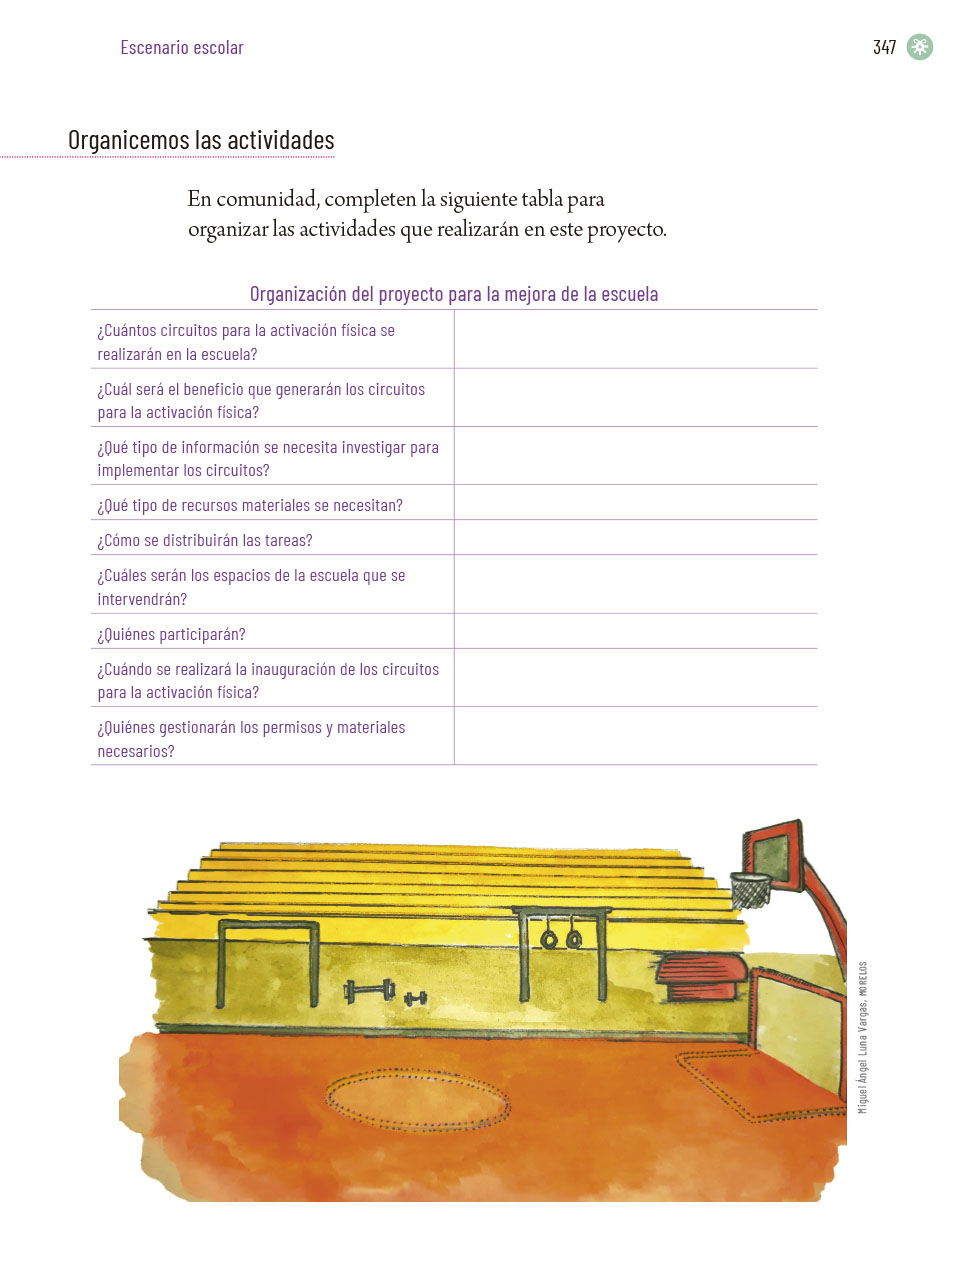 Escenario escolar
347
Organicemos las actividades
En comunidad, completen la siguiente tabla para
organizar las actividades que realizarán en este proyecto.
Organización del proyecto para la mejora de la escuela
¿Cuántos circuitos para la activación física se
realizarán en la escuela?
¿Cuál será el beneficio que generarán los circuitos
para la activación física?
¿Qué tipo de información se necesita investigar para
implementar los circuitos?
¿Qué tipo de recursos materiales se necesitan?
¿Cómo se distribuirán las tareas?
¿Cuáles serán los espacios de la escuela que se
intervendrán?
¿Quiénes participarán?
¿Cuándo se realizará la inauguración de los circuitos
para la activación física?
¿Quiénes gestionarán los permisos y materiales
necesarios?
Miguel Ángel Luna Vargas, MORELOS